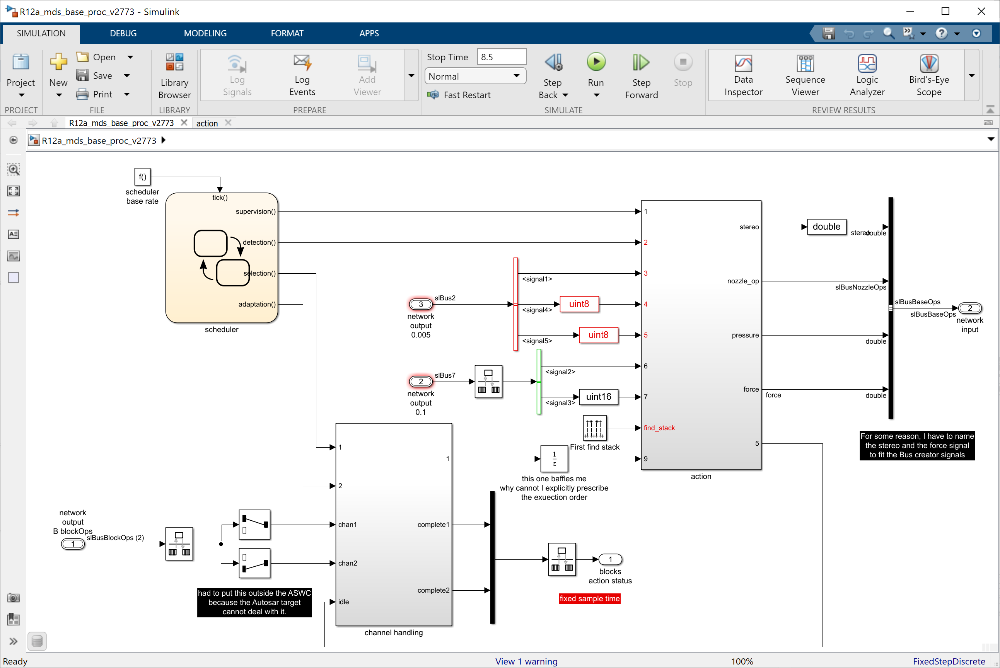 R12a_mds_base_proc_v2773 - Simulink
SIMULATION
DEBUG
MODELING
FORMAT
APPS
Project
New
Open
Save
Print
Library
Browser
Log
Signals
Log
Events
Add
Viewer
Stop Time
8.5
Normal
Fast Restart
Step
Back
Run
Step
Forward
Stop
Data
Inspector
Sequence
Viewer
Logic
Analyzer
Bird's-Eye
Scope
PROJECT
FILE
LIBRARY
PREPARE
SIMULATE
REVIEW RESULTS
R12a_mds_base_proc_v2773
action
R12a_mds_base_proc_v2773
f()
scheduler
base rate
tick()
supervision()
detection()
selection()
adaptation()
scheduler
3
slBus2
network
output
0.005
<signal1>
<signal4>
<signal5>
uint8
uint8
2
slBus7
network
output
0.1
<signal2>
<signal3>
uint16
First find stack
1
2
3
4
5
6
7
find_stack
9
stereo
nozzle_op
pressure
force
5
action
double
stereo
double
slBusNozzleOps
double
force
double
slBusBaseOps
slBusBaseOps
2
network
input
For some reason, I have to name
the stereo and the force signal
to fit the Bus creator signals
1
z
this one baffles me
why cannot I explicitly prescribe
the exuection order
1
2
chan1
chan2
idle
1
complete1
complete2
channel handling
network
output
B blockOps
1
slBusBlockOps (2)
had to put this outside the ASWC
because the Autosar target
cannot deal with it.
1
blocks
action status
fixed sample time
Ready
View 1 warning
100%
FixedStepDiscrete